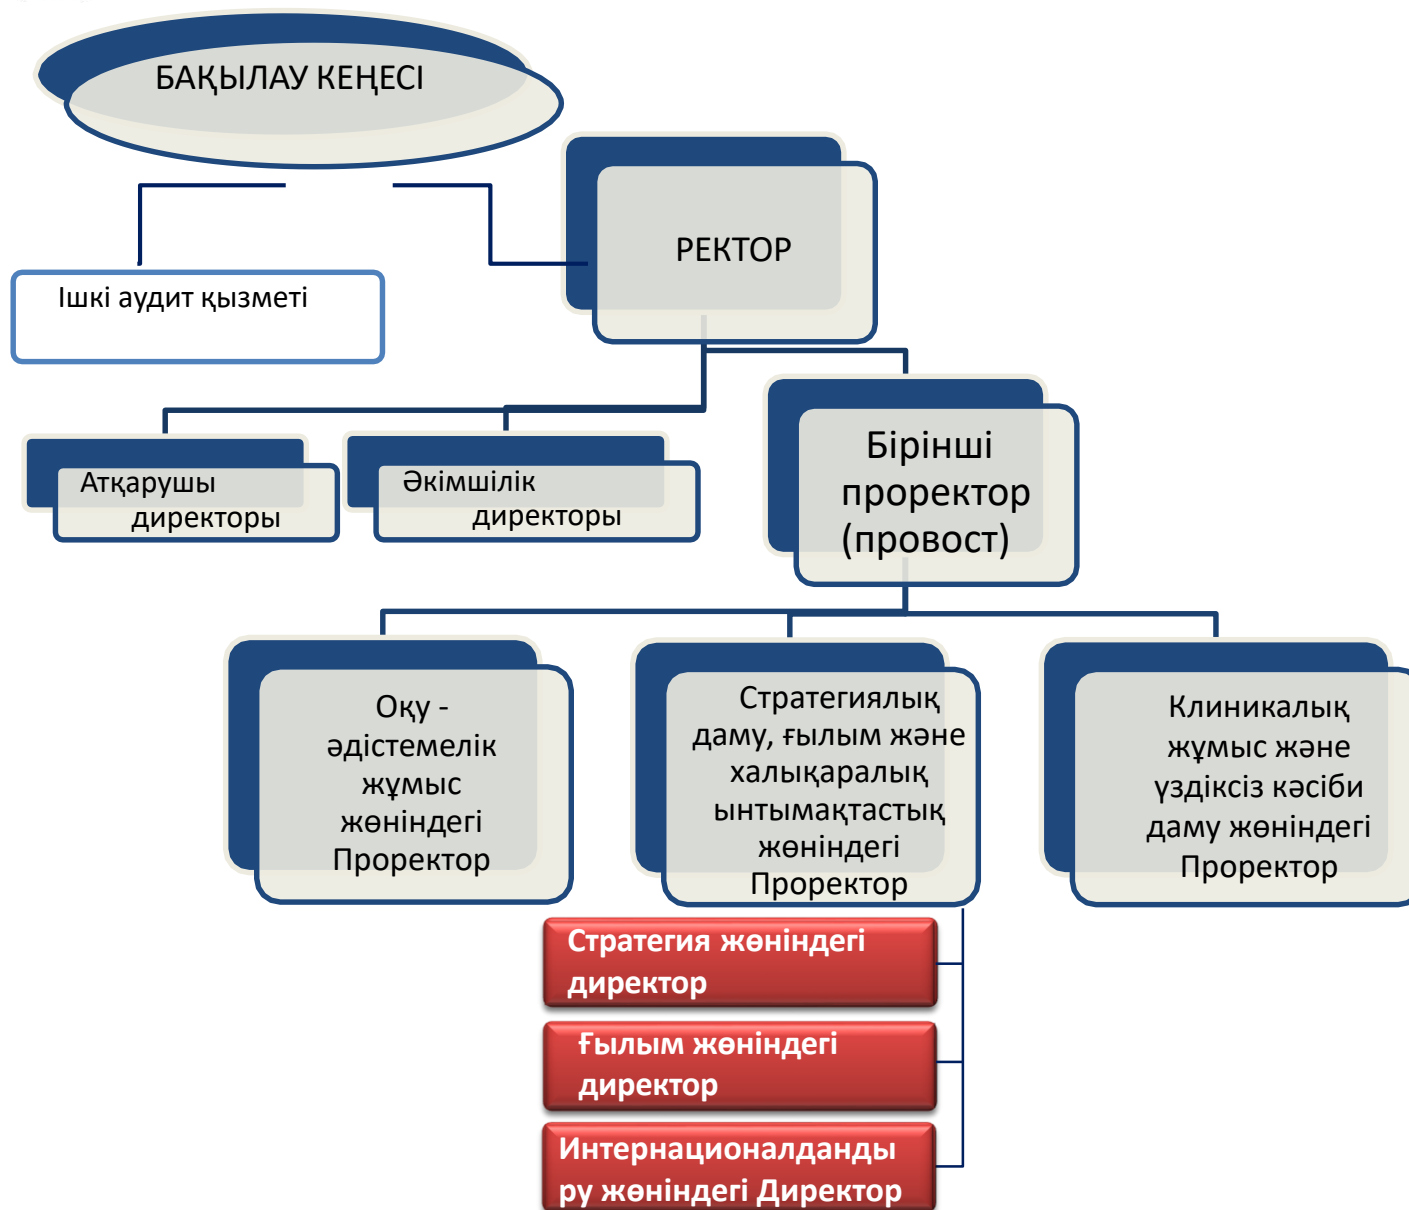 БАҚЫЛАУ КЕҢЕСІ
РЕКТОР
Ішкі аудит қызметі
Бірінші
проректор
(провост)
Атқарушы
директоры
Әкімшілік
директоры
Оқу -
әдістемелік
жұмыс
жөніндегі
Проректор
Стратегиялық
даму, ғылым және
халықаралық
ынтымақтастық
жөніндегі
Проректор
Клиникалық
жұмыс және
үздіксіз кәсіби
даму жөніндегі
Проректор
Стратегия жөніндегі
директор
Ғылым жөніндегі
директор
Интернационалданды
ру жөніндегі Директор